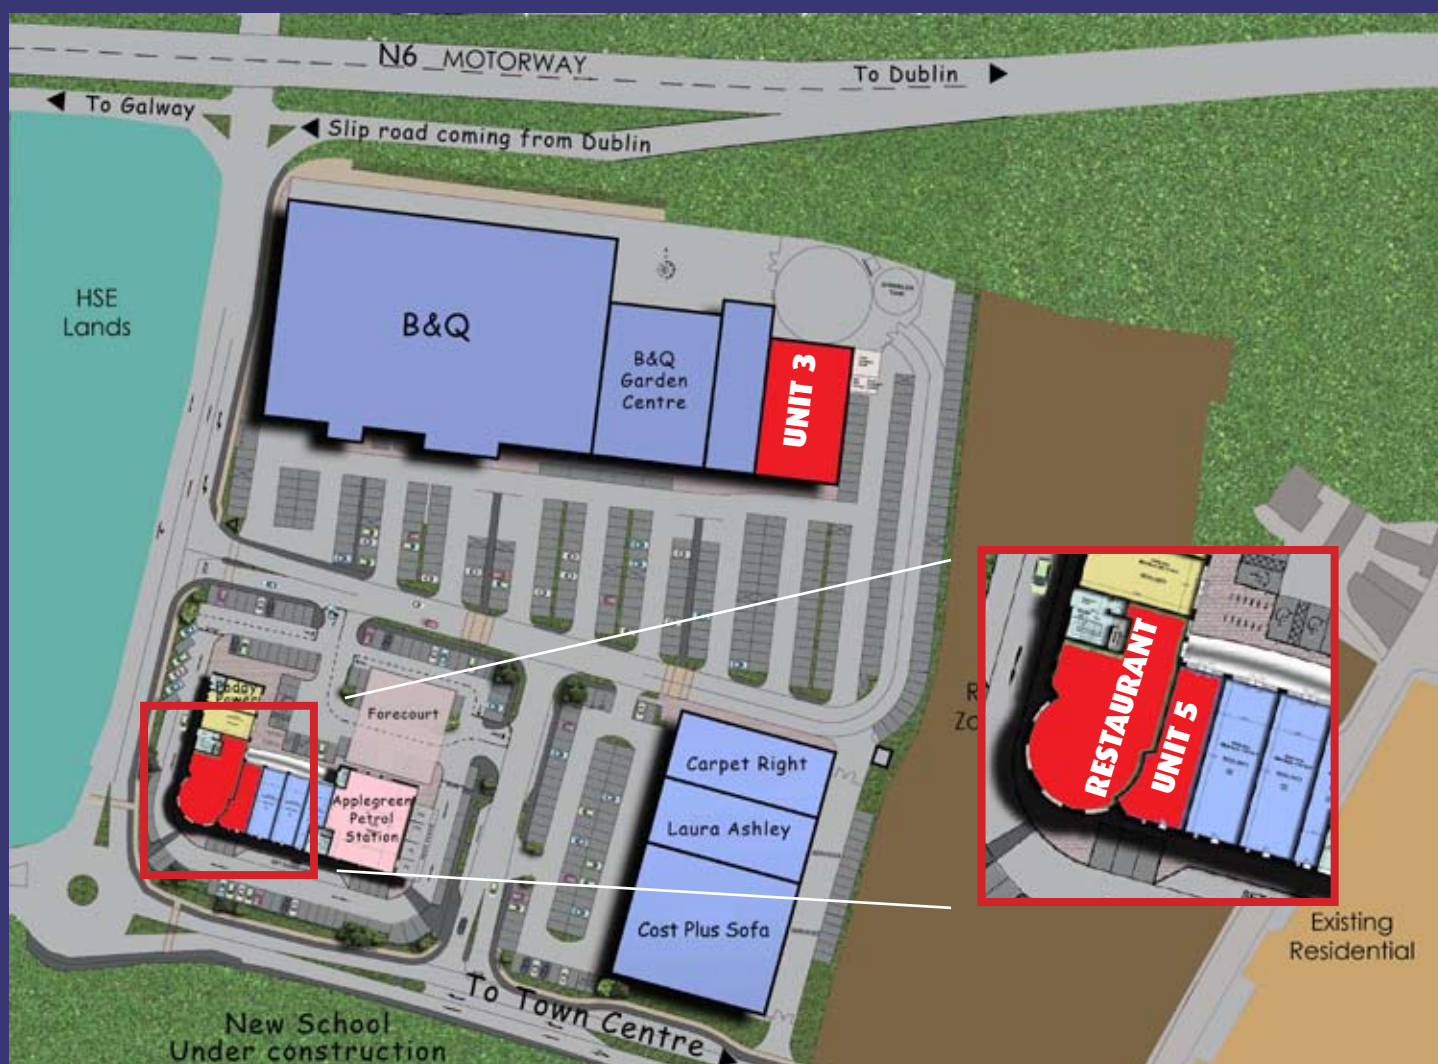 N6 MOTORWAY
To Dublin
To Galway
Slip road coming from Dublin
HSE
Lands
B&Q
B&Q
Garden
Centre
UNIT 3
Paddy
Power
Forecourt
Applegreen
Petrol
Station
Carpet Right
Laura Ashley
Cost Plus Sofa
RESTAURANT
UNIT 5
Existing
Residential
To Town Centre
New School
Under construction